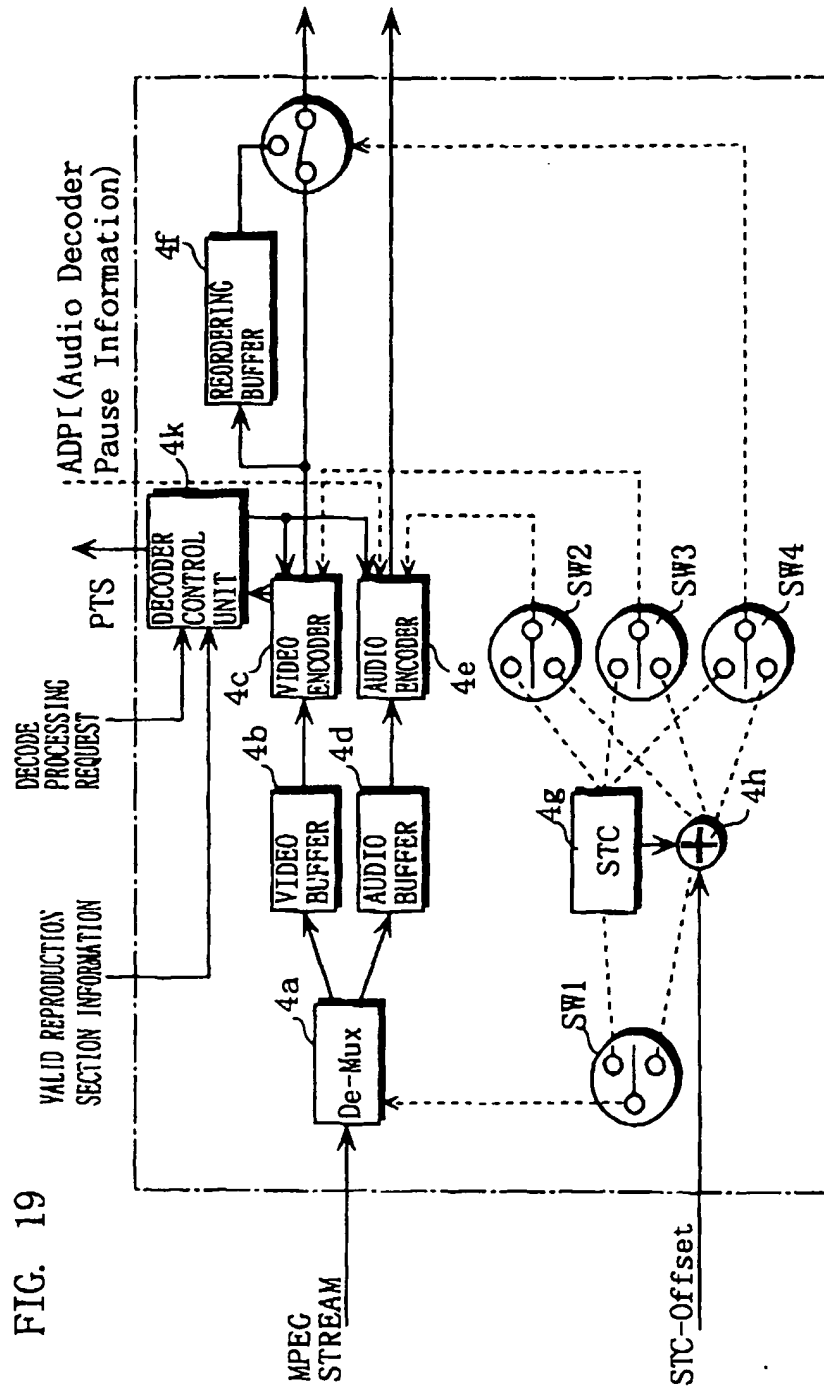 FIG. 19
VALID REPRODUCTION
SECTION INFORMATION
DECODE
PROCESSING
REQUEST
PTS
ADPI(Audio Decoder
Pause Information)
4k
DECODER
CONTROL
UNIT
4f
REORDERING
BUFFER
MPEG
STREAM
4a
De-Mux
4b
VIDEO
BUFFER
4c
VIDEO
ENCODER
4d
AUDIO
BUFFER
AUDIO
ENCODER
4e
SW1
4g
STC
4h
SW2
SW3
SW4
STC-Offset